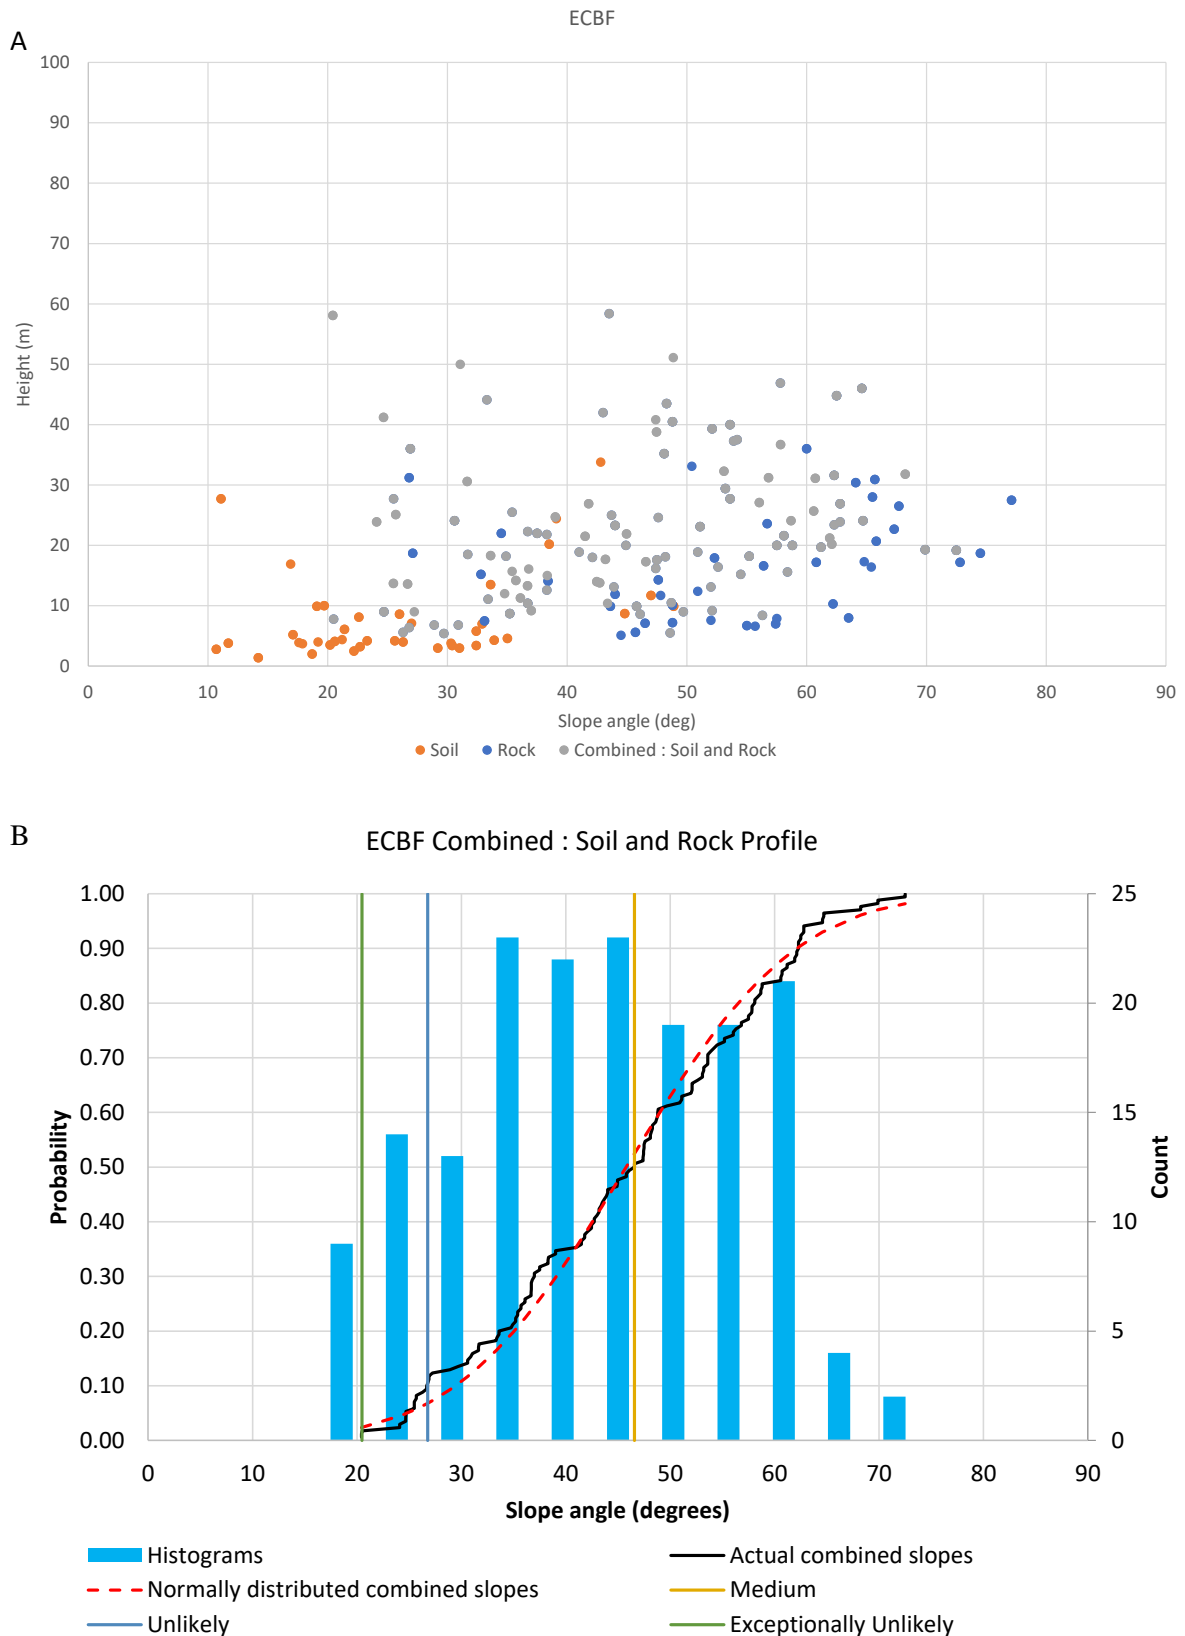 ECBF
A
100
90
80
70
60
50
40
30
20
10
0
Height (m)
0 10 20 30 40 50 60 70 80 90
Slope angle (deg)
Soil Rock Combined : Soil and Rock
B
ECBF Combined : Soil and Rock Profile
1.00 25
0.90
0.80 20
0.70
0.60 15
0.50
0.40 10
0.30
0.20 5
0.10
0.00 0
Probability
Count
0 10 20 30 40 50 60 70 80 90
Slope angle (degrees)
Histograms Actual combined slopes
Normally distributed combined slopes Medium
Unlikely Exceptionally Unlikely